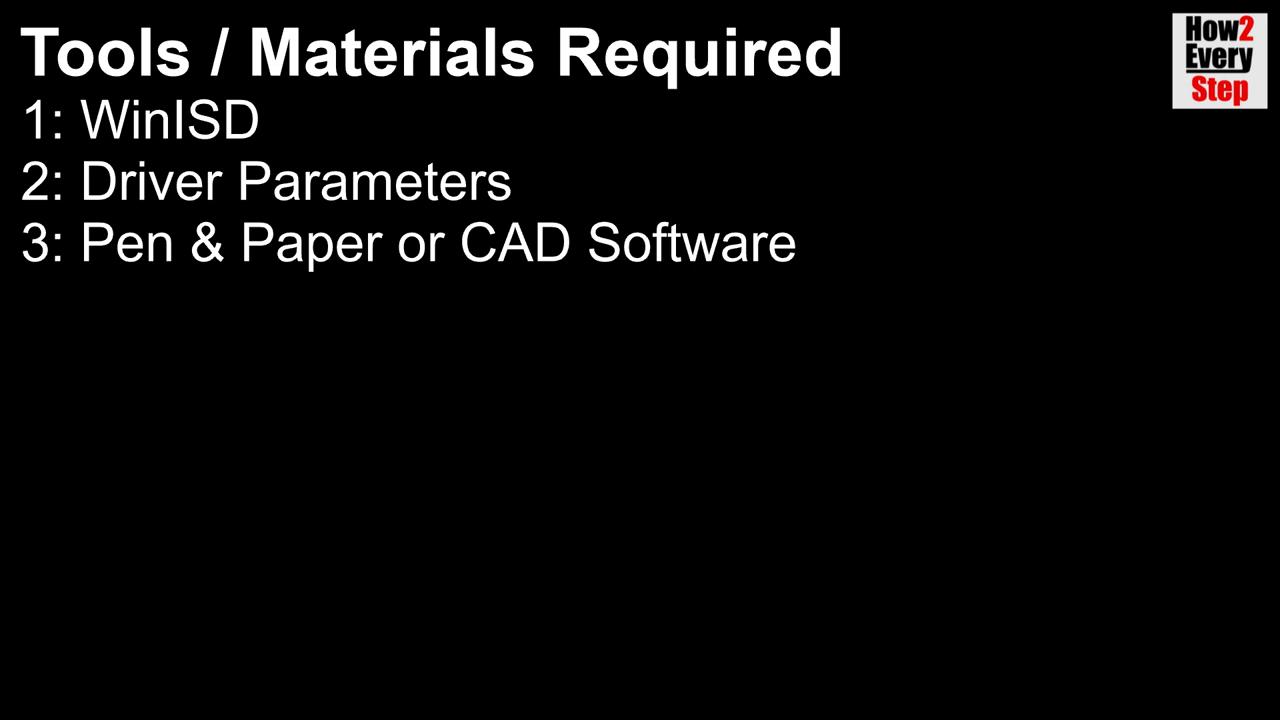 Tools / Materials Required
1: WinISD
2: Driver Parameters
3: Pen & Paper or CAD Software
How2
Every
Step